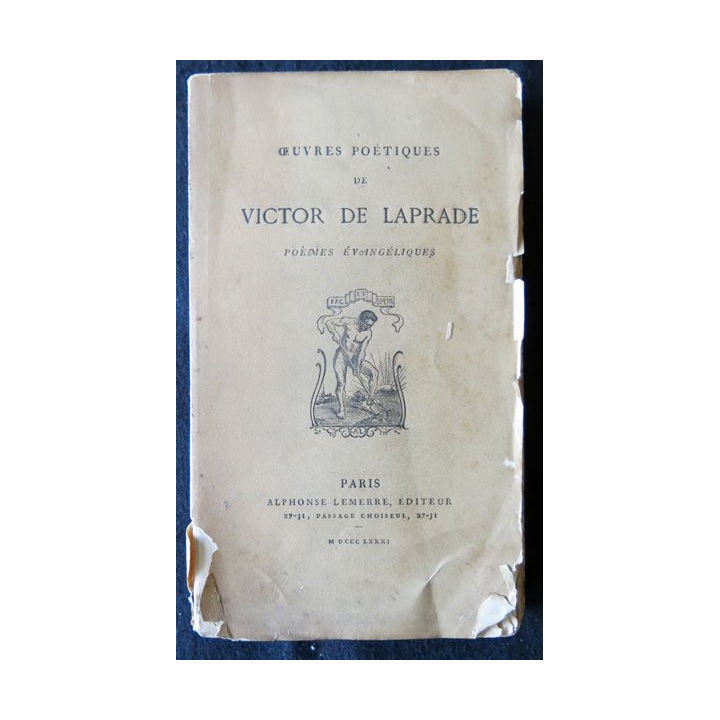 ŒUVRES POÉTIQUES
DE
VICTOR DE LAPRADE
POÈMES ÉVANGÉLIQUES
FAC ET SPERA
AL
PARIS
ALPHONSE LEMERRE, ÉDITEUR
27-31, PASSAGE CHOISEUL, 27-31
M DCCC LXXXI